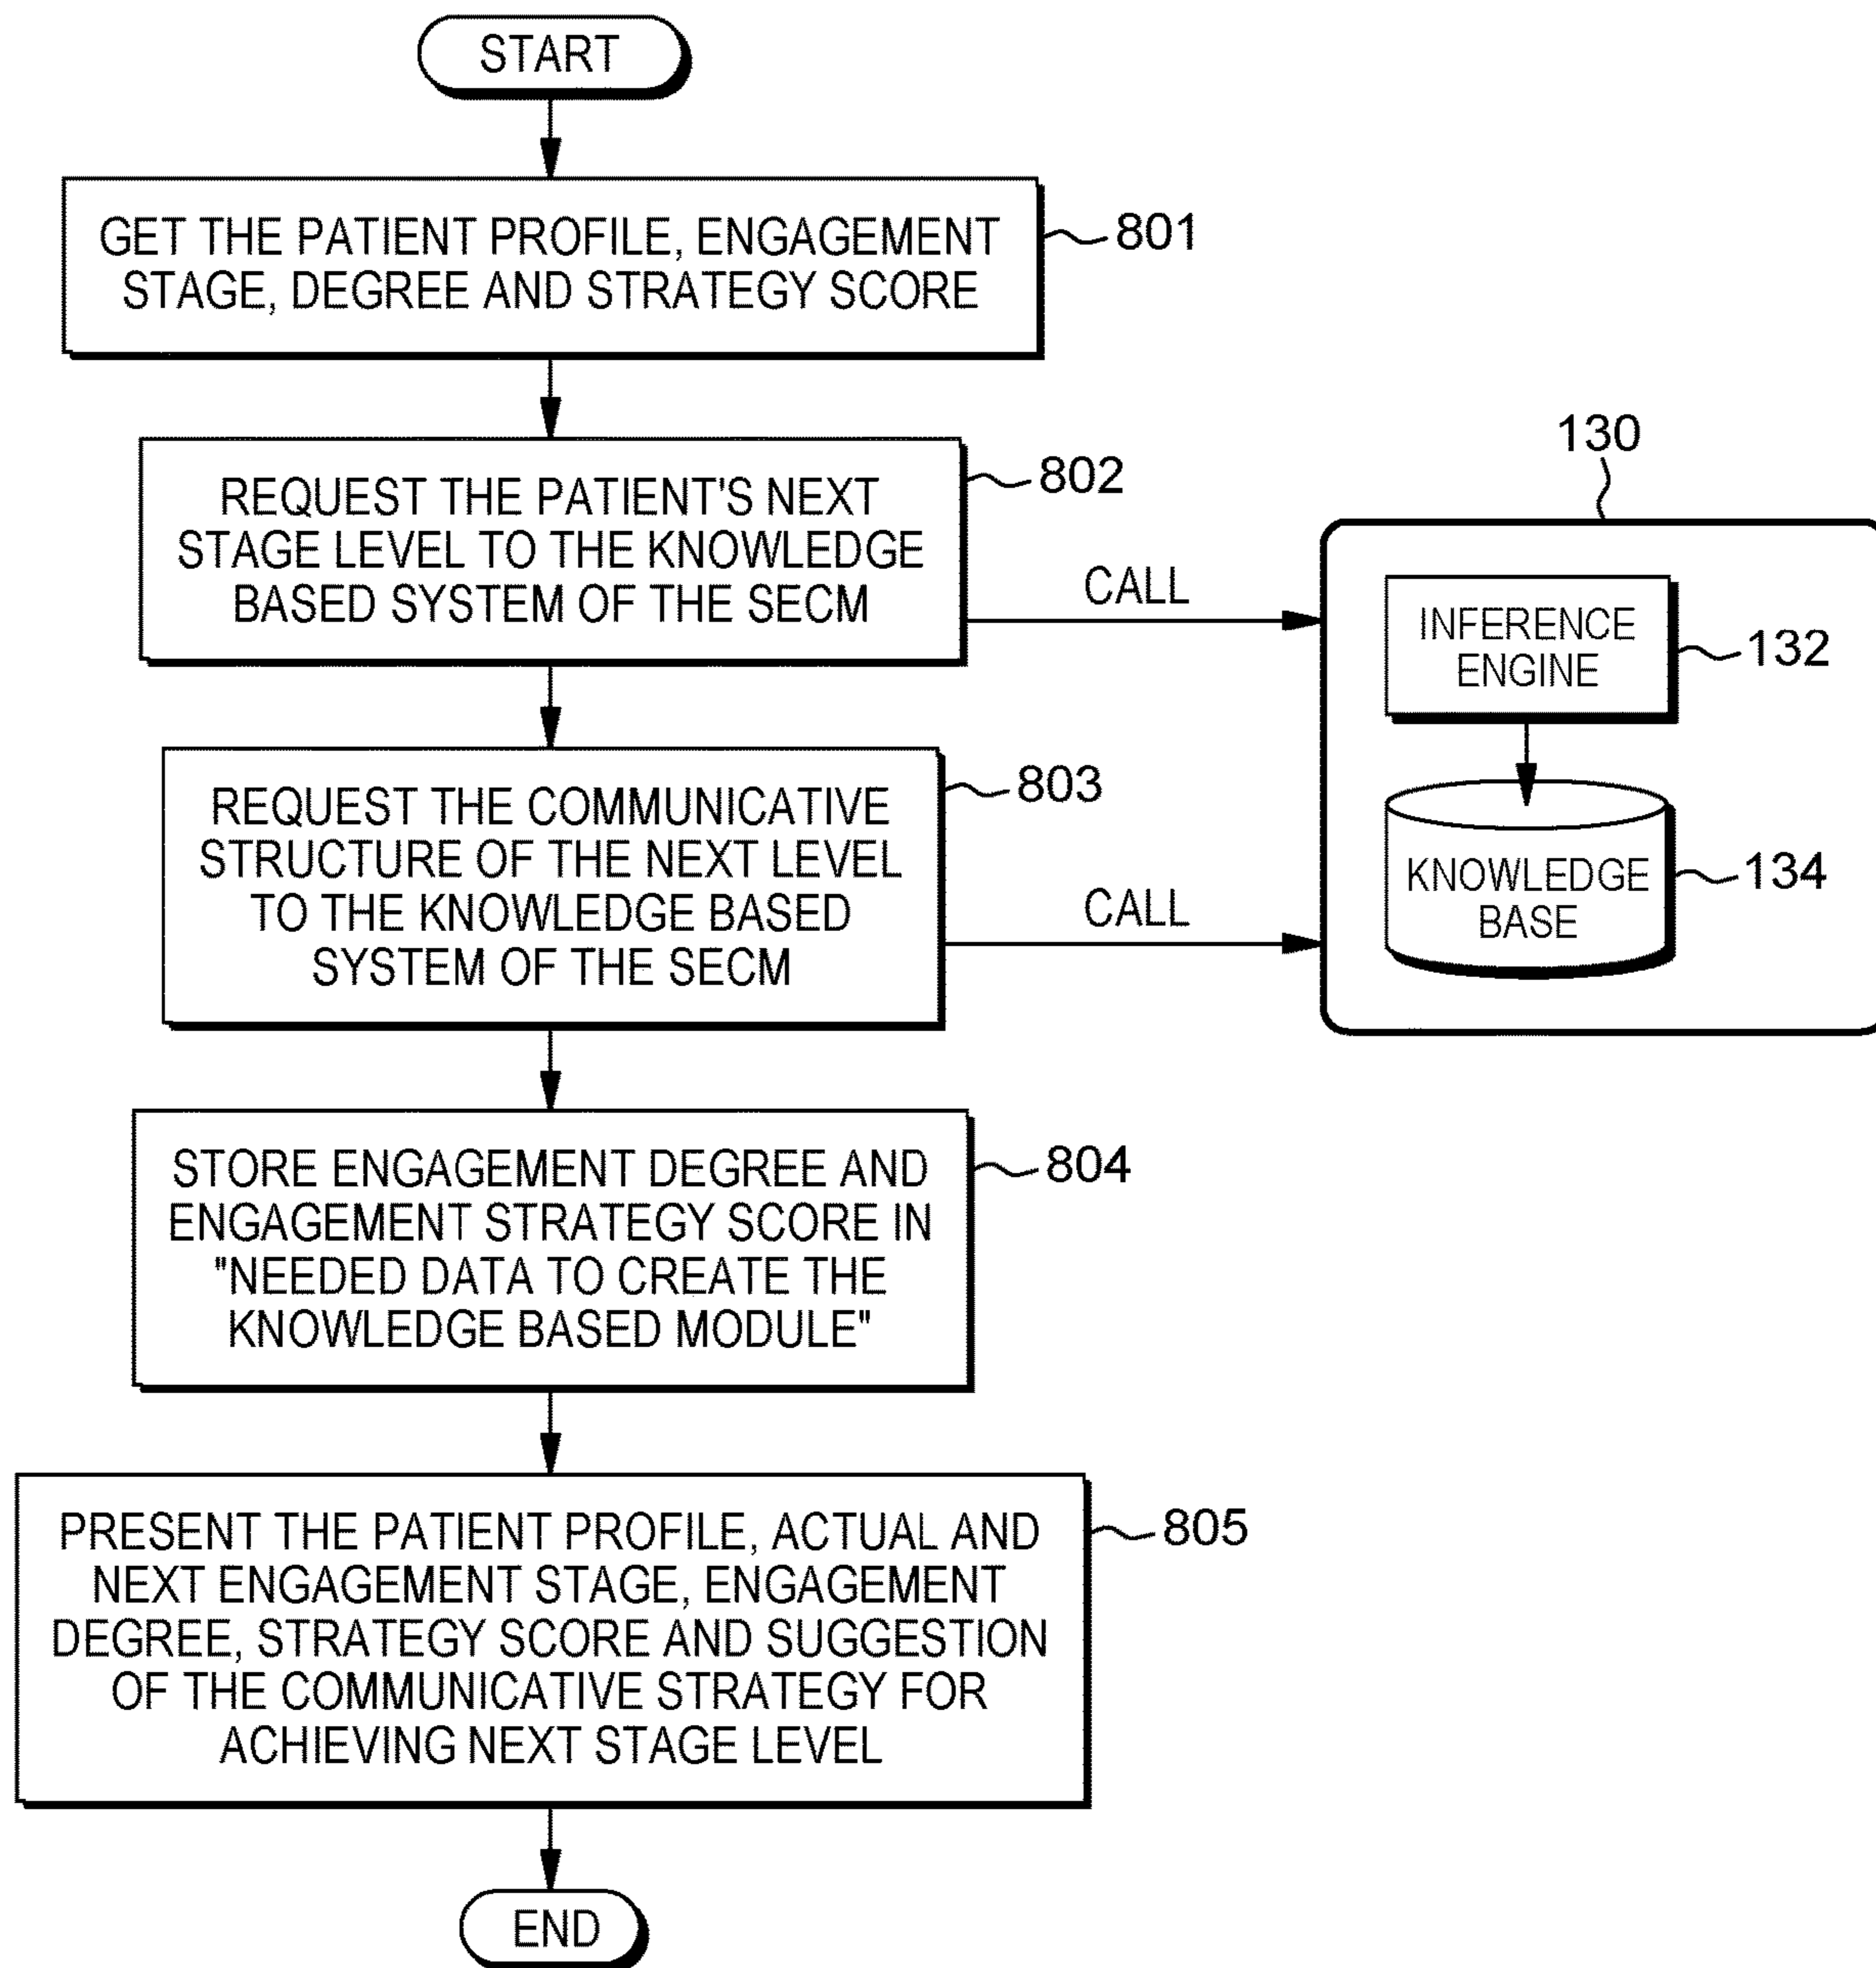 START
GET THE PATIENT PROFILE, ENGAGEMENT
STAGE, DEGREE AND STRATEGY SCORE
801
REQUEST THE PATIENT'S NEXT
STAGE LEVEL TO THE KNOWLEDGE
BASED SYSTEM OF THE SECM
802
CALL
130
INFERENCE
ENGINE
132
KNOWLEDGE
BASE
134
REQUEST THE COMMUNICATIVE
STRUCTURE OF THE NEXT LEVEL
TO THE KNOWLEDGE BASED
SYSTEM OF THE SECM
803
CALL
STORE ENGAGEMENT DEGREE AND
ENGAGEMENT STRATEGY SCORE IN
"NEEDED DATA TO CREATE THE
KNOWLEDGE BASED MODULE"
804
PRESENT THE PATIENT PROFILE, ACTUAL AND
NEXT ENGAGEMENT STAGE, ENGAGEMENT
DEGREE, STRATEGY SCORE AND SUGGESTION
OF THE COMMUNICATIVE STRATEGY FOR
ACHIEVING NEXT STAGE LEVEL
805
END